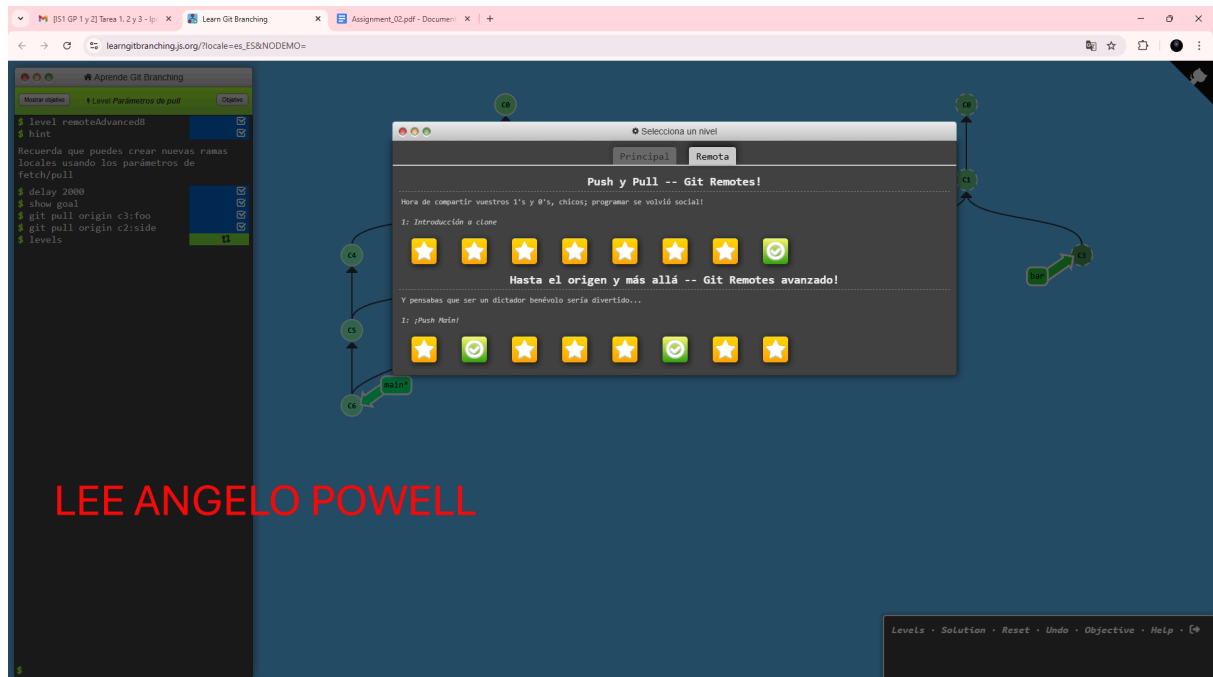 [IS1 GP 1 y 2] Tarea 1, 2 y 3 - Ip
Learn Git Branching
Assignment_02.pdf - Document
learngitbranching.js.org/?locale=es_ES&NODEMO=
Aprende Git Branching
Mostrar objetivo
Level Parámetros de pull
Objetivo
$ level remoteAdvanced8
$ hint
Recuerda que puedes crear nuevas ramas
locales usando los parámetros de
fetch/pull
$ delay 2000
$ show goal
$ git pull origin c3:foo
$ git pull origin c2:side
$ levels
$
C0
C4
C5
C6
main*
Selecciona un nivel
Principal
Remota
Push y Pull -- Git Remotes!
Hora de compartir vuestros 1's y 0's, chicos; programar se volvió social!
1: Introducción a clone
Hasta el origen y más allá -- Git Remotes avanzado!
Y pensabas que ser un dictador benévolo sería divertido...
1: ¡Push Main!
C0
C1
C3
bar
LEE ANGELO POWELL
Levels · Solution · Reset · Undo · Objective · Help ·